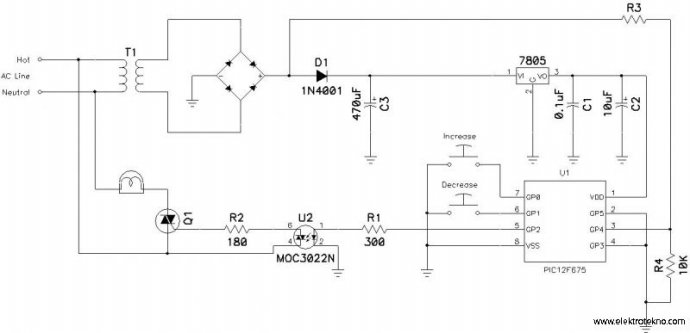 R3
T1
Hot
AC Line
Neutral
D1
1N4001
470uF
C3
7805
1
VI
VO
3
G
2
0.1uF
C1
10uF
C2
Increase
Decrease
U1
7
GP0
VDD
1
6
GP1
GP5
2
5
GP2
GP4
3
8
VSS
GP3
4
PIC12F675
Q1
R2
180
6
U2
1
4
2
MOC3022N
R1
300
R4
10K
www.elektratekno.com